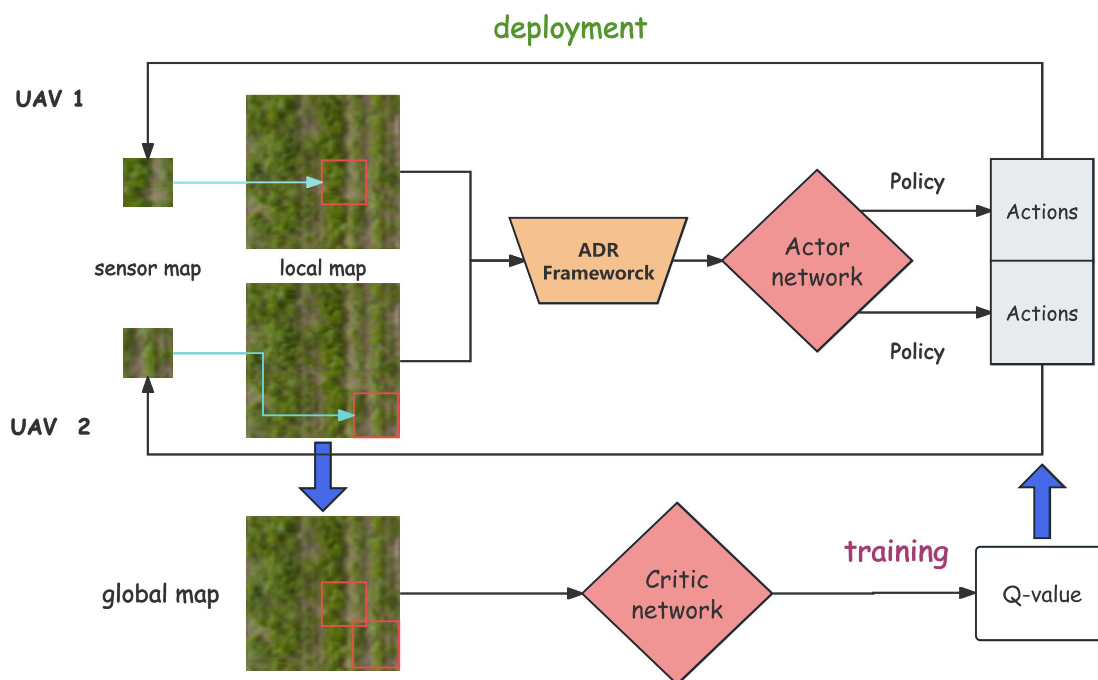 deployment
UAV 1
Policy
Actions
sensor map
local map
ADR
Frameworck
Actor
network
Actions
Policy
UAV 2
training
global map
Critic
network
Q-value